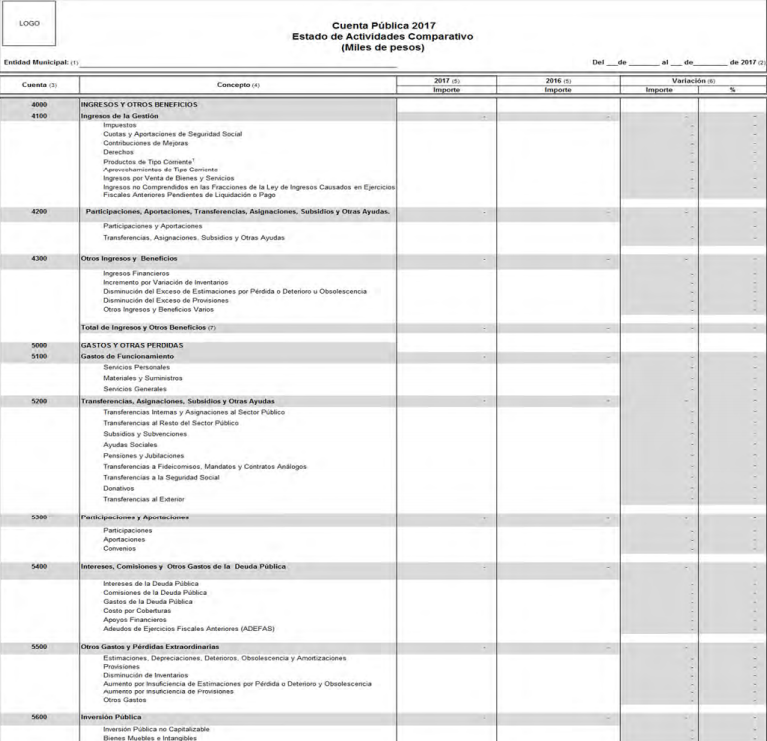 LOGO
Cuenta Pública 2017
Estado de Actividades Comparativo
(Miles de pesos)
Entidad Municipal: (1) Del ___de _______ al ___ de_______ de 2017 (2)
Cuenta (3) Concepto (4) 2017 (5) 2016 (5) Variación (6)
Importe Importe Importe %
4000 INGRESOS Y OTROS BENEFICIOS
4100 Ingresos de la Gestión - - - -
Impuestos - -
Cuotas y Aportaciones de Seguridad Social - -
Contribuciones de Mejoras - -
Derechos - -
Productos de Tipo Corriente¹ - -
Aprovechamientos de Tipo Corriente - -
Ingresos por Venta de Bienes y Servicios - -
Ingresos no Comprendidos en las Fracciones de la Ley de Ingresos Causados en Ejercicios
Fiscales Anteriores Pendientes de Liquidación o Pago - -
4200 Participaciones, Aportaciones, Transferencias, Asignaciones, Subsidios y Otras Ayudas. - - - -
Participaciones y Aportaciones - -
Transferencias, Asignaciones, Subsidios y Otras Ayudas - -
4300 Otros Ingresos y Beneficios - - - -
Ingresos Financieros - -
Incremento por Variación de Inventarios - -
Disminución del Exceso de Estimaciones por Pérdida o Deterioro u Obsolescencia - -
Disminución del Exceso de Provisiones - -
Otros Ingresos y Beneficios Varios - -
Total de Ingresos y Otros Beneficios (7) - - - -
5000 GASTOS Y OTRAS PERDIDAS
5100 Gastos de Funcionamiento - - - -
Servicios Personales - -
Materiales y Suministros - -
Servicios Generales - -
5200 Transferencias, Asignaciones, Subsidios y Otras Ayudas - - - -
Transferencias Internas y Asignaciones al Sector Público - -
Transferencias al Resto del Sector Público - -
Subsidios y Subvenciones - -
Ayudas Sociales - -
Pensiones y Jubilaciones - -
Transferencias a Fideicomisos, Mandatos y Contratos Análogos - -
Transferencias a la Seguridad Social - -
Donativos - -
Transferencias al Exterior - -
5300 Participaciones y Aportaciones - - - -
Participaciones - -
Aportaciones - -
Convenios - -
5400 Intereses, Comisiones y Otros Gastos de la Deuda Pública - - - -
Intereses de la Deuda Pública - -
Comisiones de la Deuda Pública - -
Gastos de la Deuda Pública - -
Costo por Coberturas - -
Apoyos Financieros - -
Adeudos de Ejercicios Fiscales Anteriores (ADEFAS) - -
5500 Otros Gastos y Pérdidas Extraordinarias - - - -
Estimaciones, Depreciaciones, Deterioros, Obsolescencia y Amortizaciones - -
Provisiones - -
Disminución de Inventarios - -
Aumento por Insuficiencia de Estimaciones por Pérdida o Deterioro y Obsolescencia - -
Aumento por Insuficiencia de Provisiones - -
Otros Gastos - -
5600 Inversión Pública - - - -
Inversión Pública no Capitalizable - -
Bienes Muebles e Intangibles - -